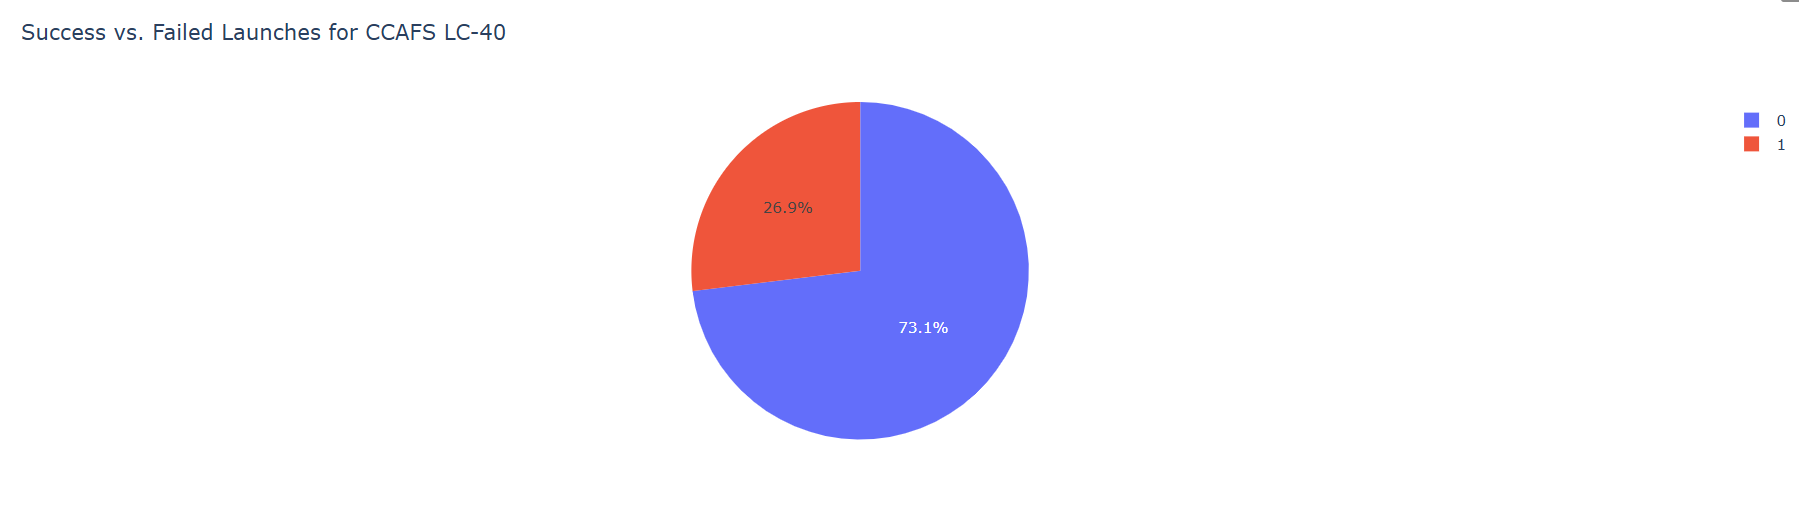 Success vs. Failed Launches for CCAFS LC-40
0
1
26.9%
73.1%